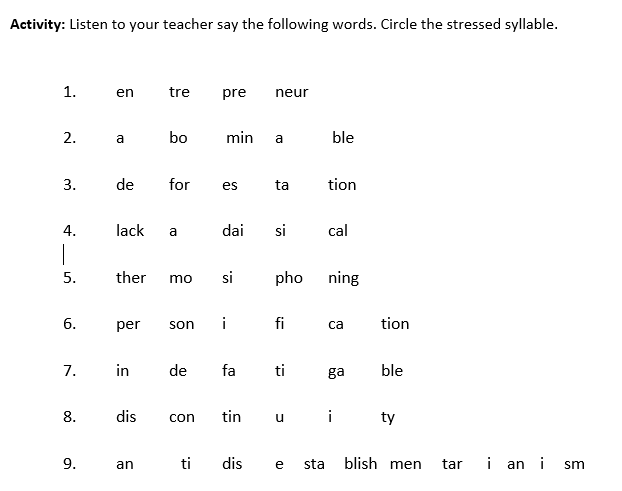 Activity: Listen to your teacher say the following words. Circle the stressed syllable.
1. en tre pre neur
2. a bo min a ble
3. de for es ta tion
4. lack a dai si cal
5. ther mo si pho ning
6. per son i fi ca tion
7. in de fa ti ga ble
8. dis con tin u i ty
9. an ti dis e sta blish men tar i an i sm